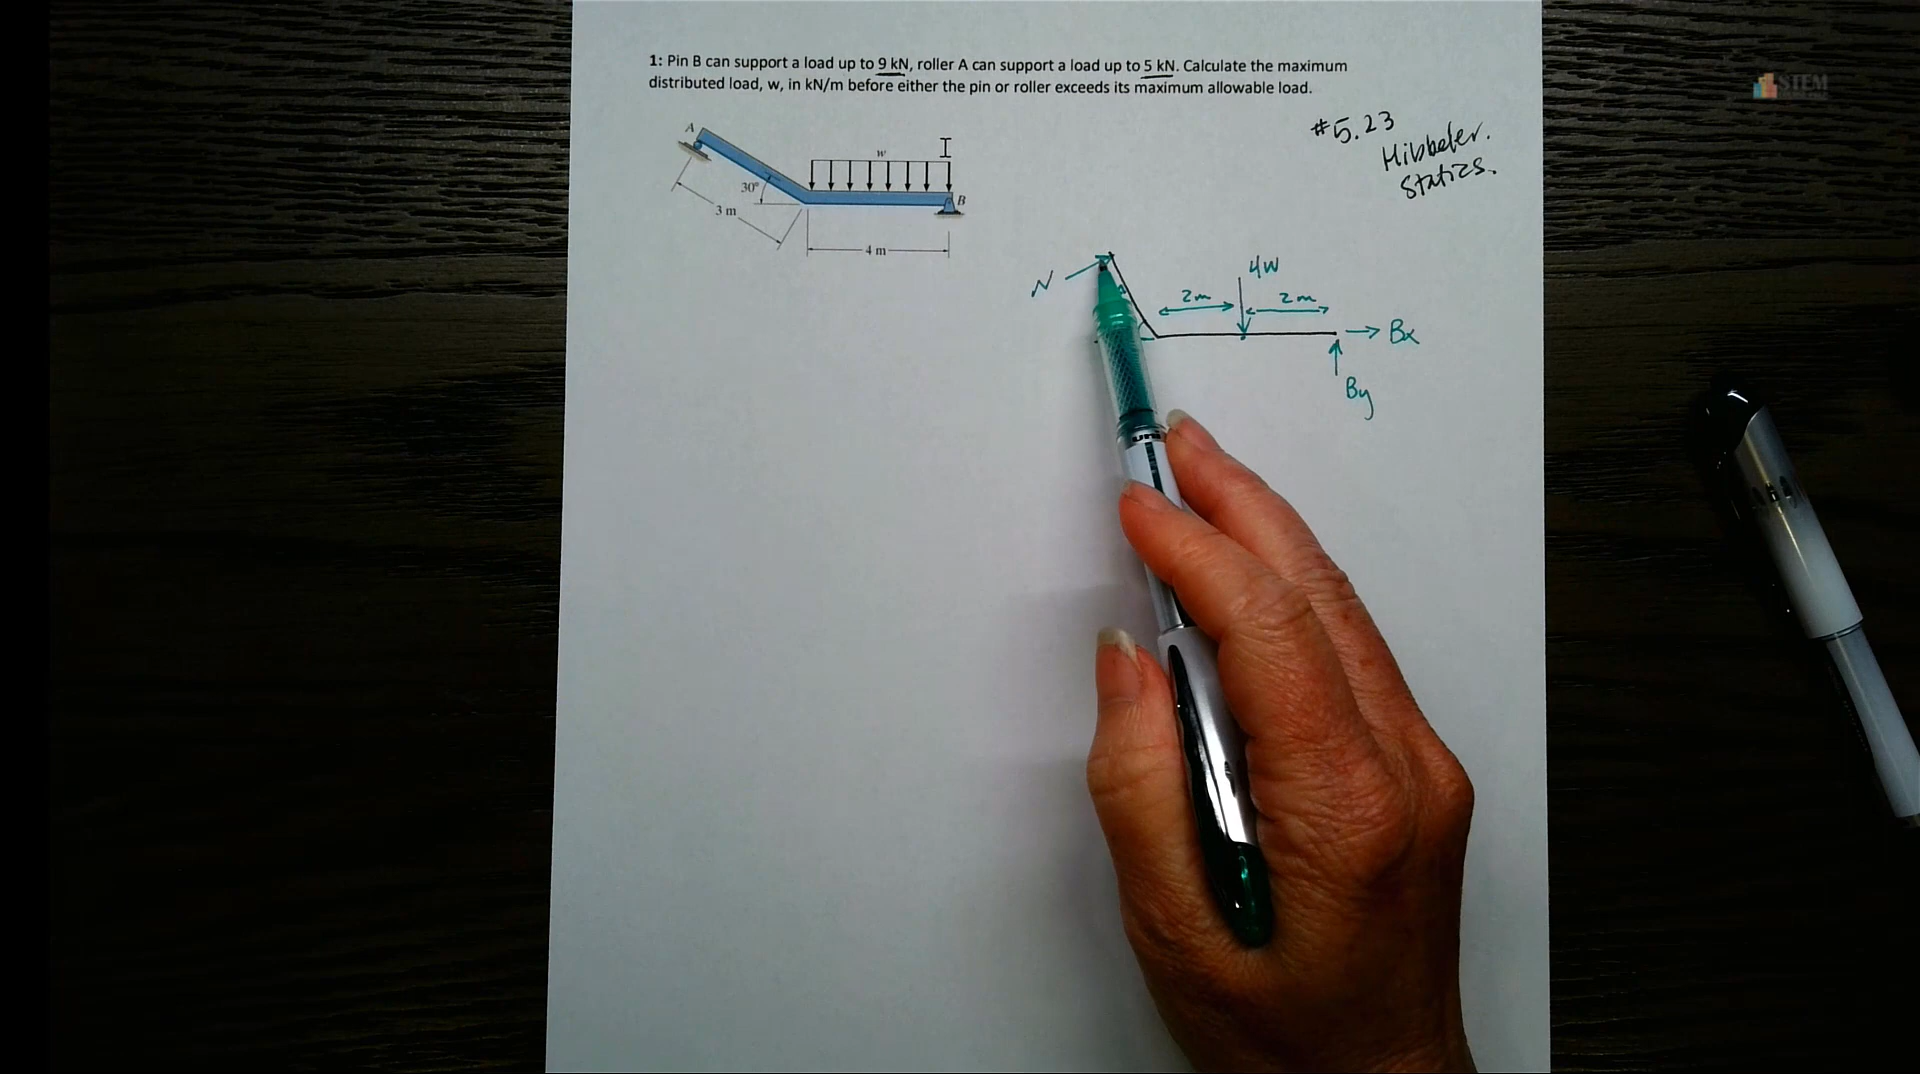 1: Pin B can support a load up to 9 kN, roller A can support a load up to 5 kN. Calculate the maximum
distributed load, w, in kN/m before either the pin or roller exceeds its maximum allowable load.
#5.23
Hibbeler.
Statics.
A
w
30°
B
3 m
4 m
N
4w
2m
2m
Bx
By
STEM
uni